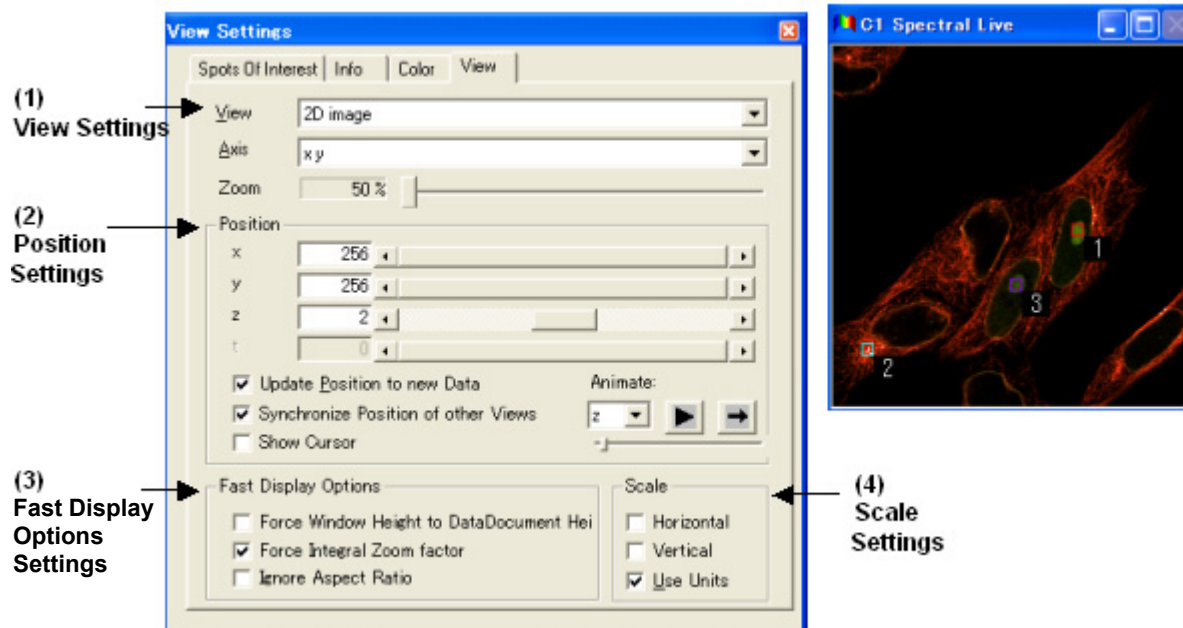 View Settings
Spots Of Interest Info Color View
(1)
View Settings
View 2D image
Axis x y
Zoom 50 %
(2)
Position
Settings
Position
x 256
y 256
z 2
t 0
Update Position to new Data
Synchronize Position of other Views
Show Cursor
Animate:
z
(3)
Fast Display
Options
Settings
Fast Display Options
Force Window Height to DataDocument Hei
Force Integral Zoom factor
Ignore Aspect Ratio
Scale
Horizontal
Vertical
Use Units
(4)
Scale
Settings
C1 Spectral Live
1
3
2